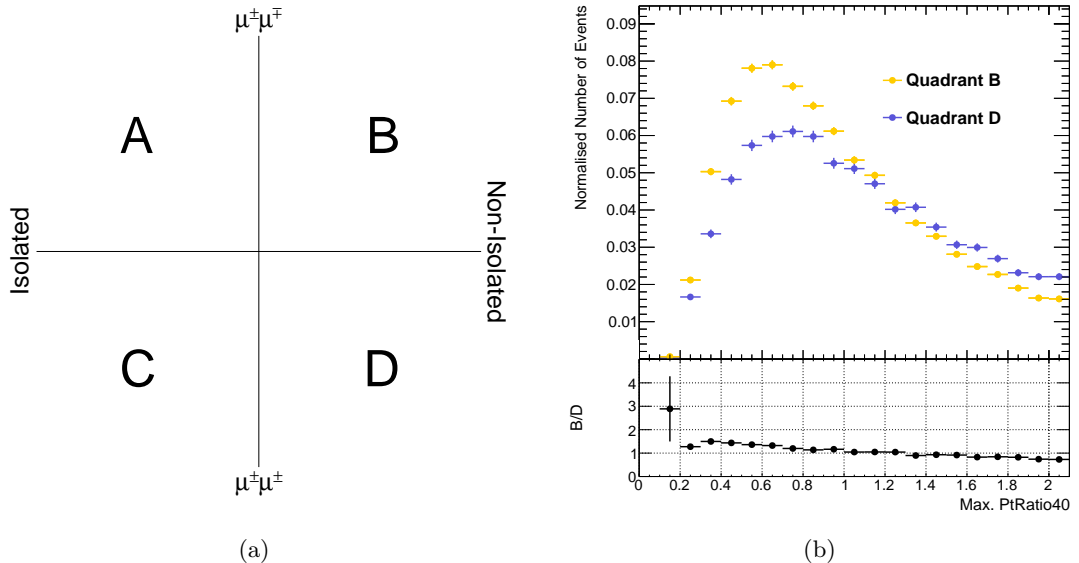 μ±μ∓
A
B
Isolated
Non-Isolated
C
D
μ±μ±
(a)
Normalised Number of Events
0.09
0.08
0.07
0.06
0.05
0.04
0.03
0.02
0.01
Quadrant B
Quadrant D
B/D
4
3
2
1
0
0 0.2 0.4 0.6 0.8 1 1.2 1.4 1.6 1.8 2
Max. PtRatio40
(b)